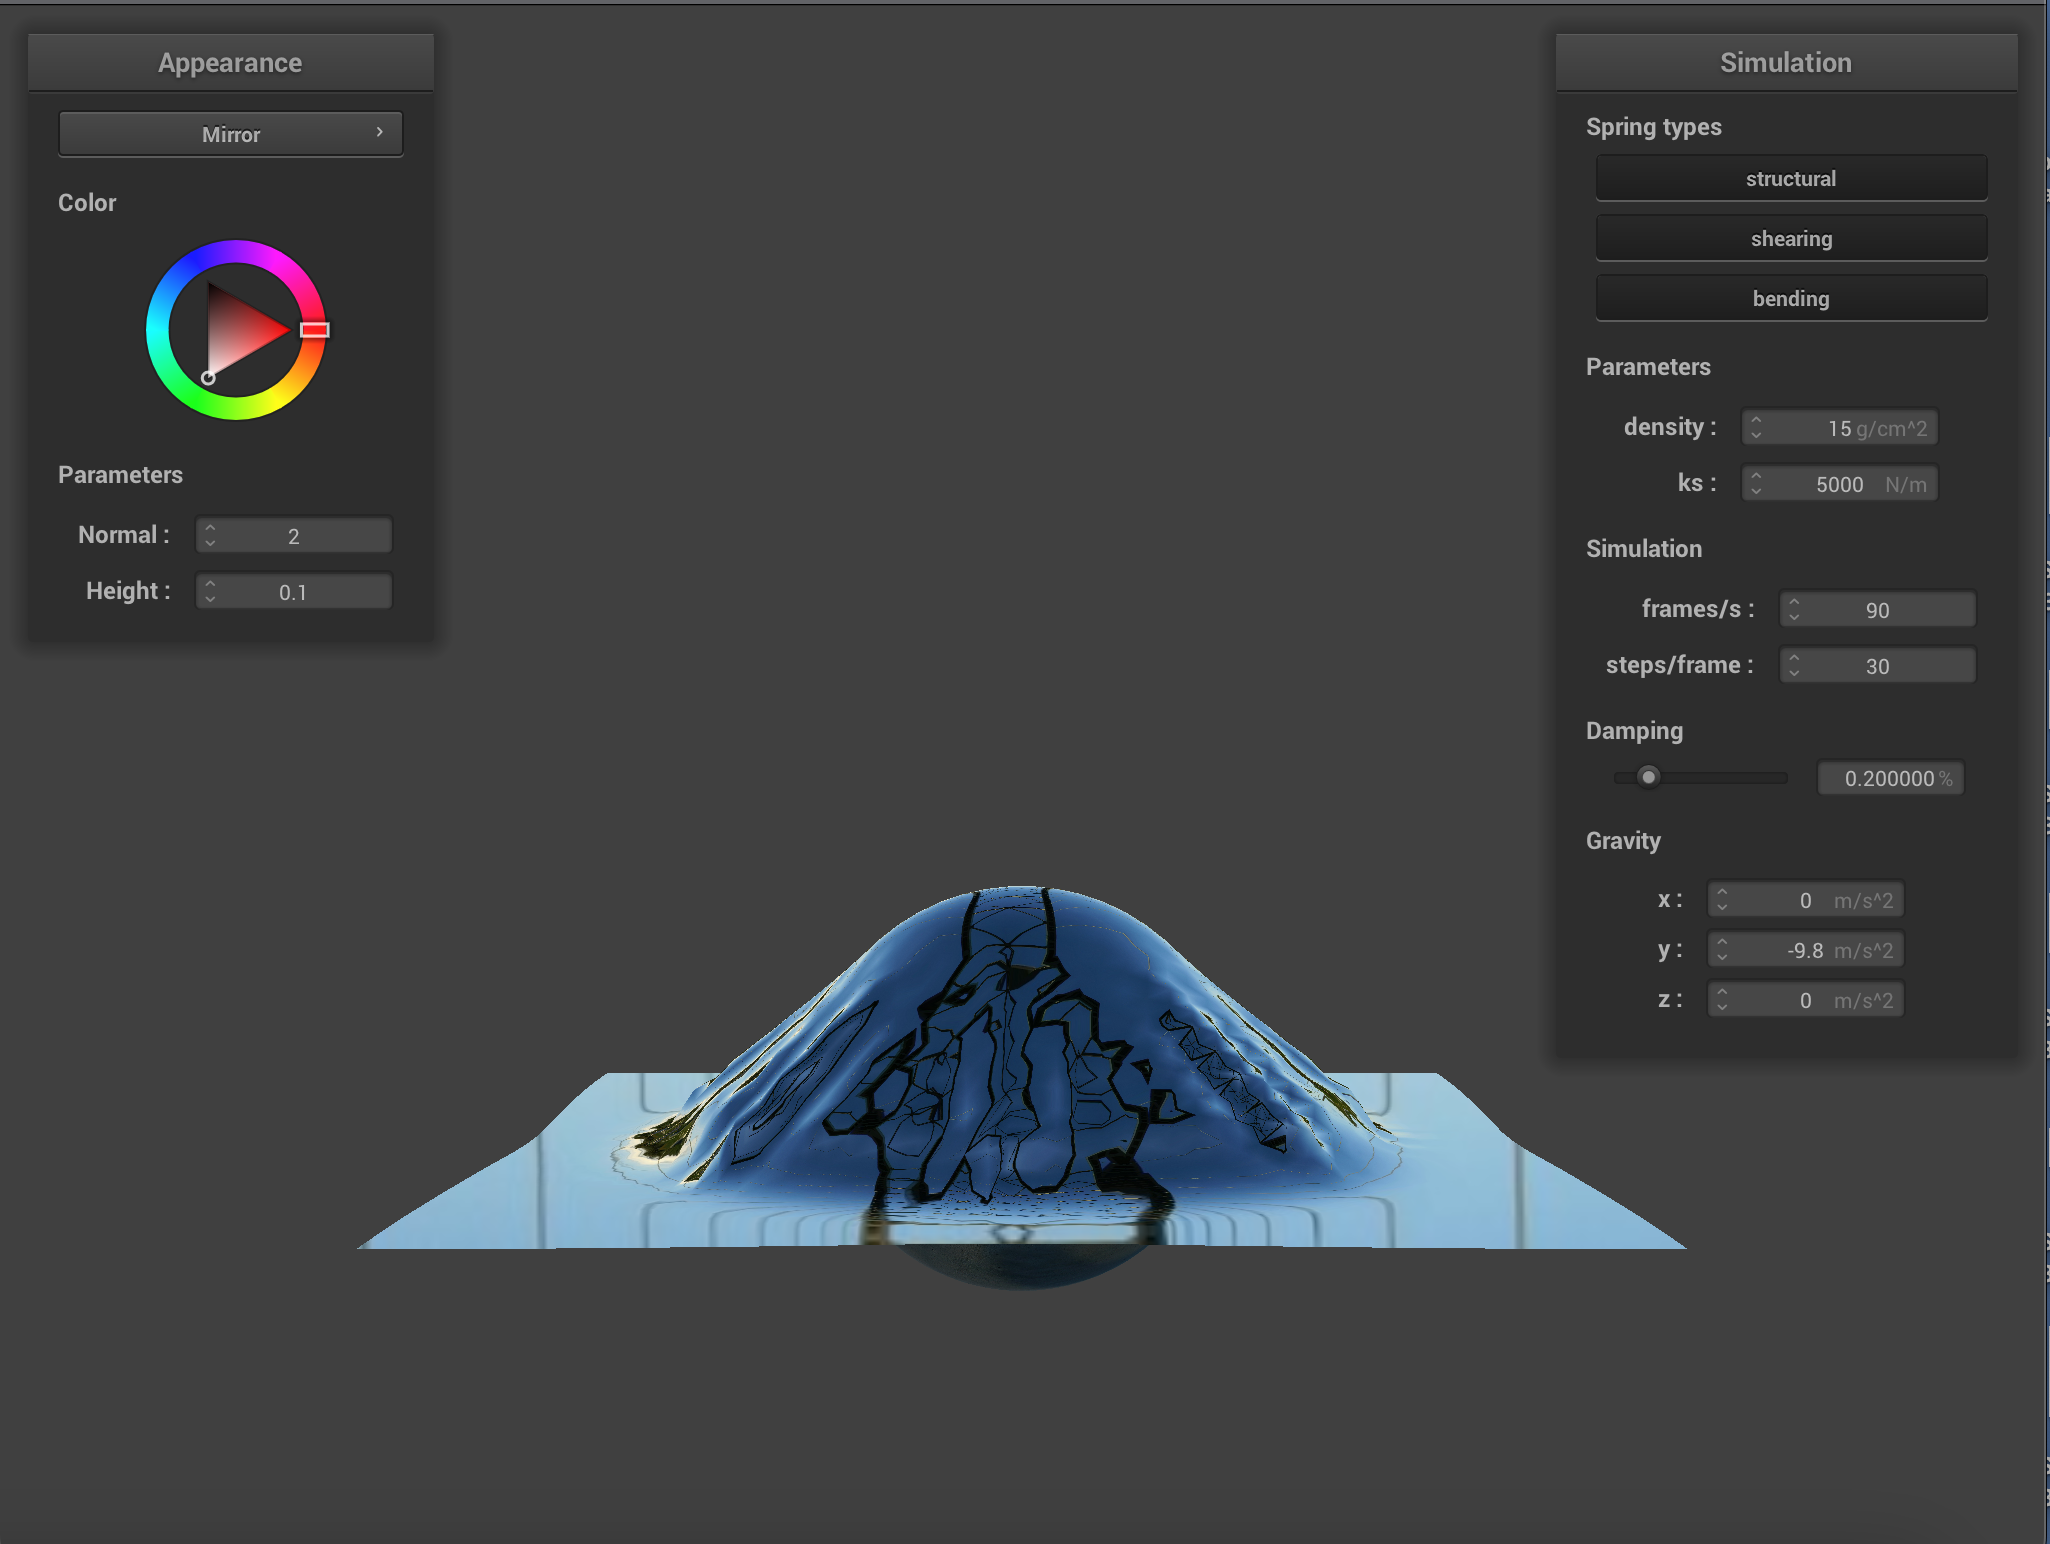 Appearance
Mirror
Color
Parameters
Normal : 2
Height : 0.1
Simulation
Spring types
structural
shearing
bending
Parameters
density : 15 g/cm^2
ks : 5000 N/m
Simulation
frames/s : 90
steps/frame : 30
Damping
0.200000 %
Gravity
x : 0 m/s^2
y : -9.8 m/s^2
z : 0 m/s^2